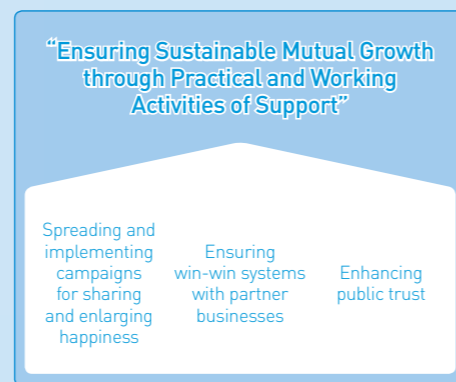 “Ensuring Sustainable Mutual Growth
through Practical and Working
Activities of Support”
Spreading and
implementing
campaigns
for sharing
and enlarging
happiness
Ensuring
win-win systems
with partner
businesses
Enhancing
public trust